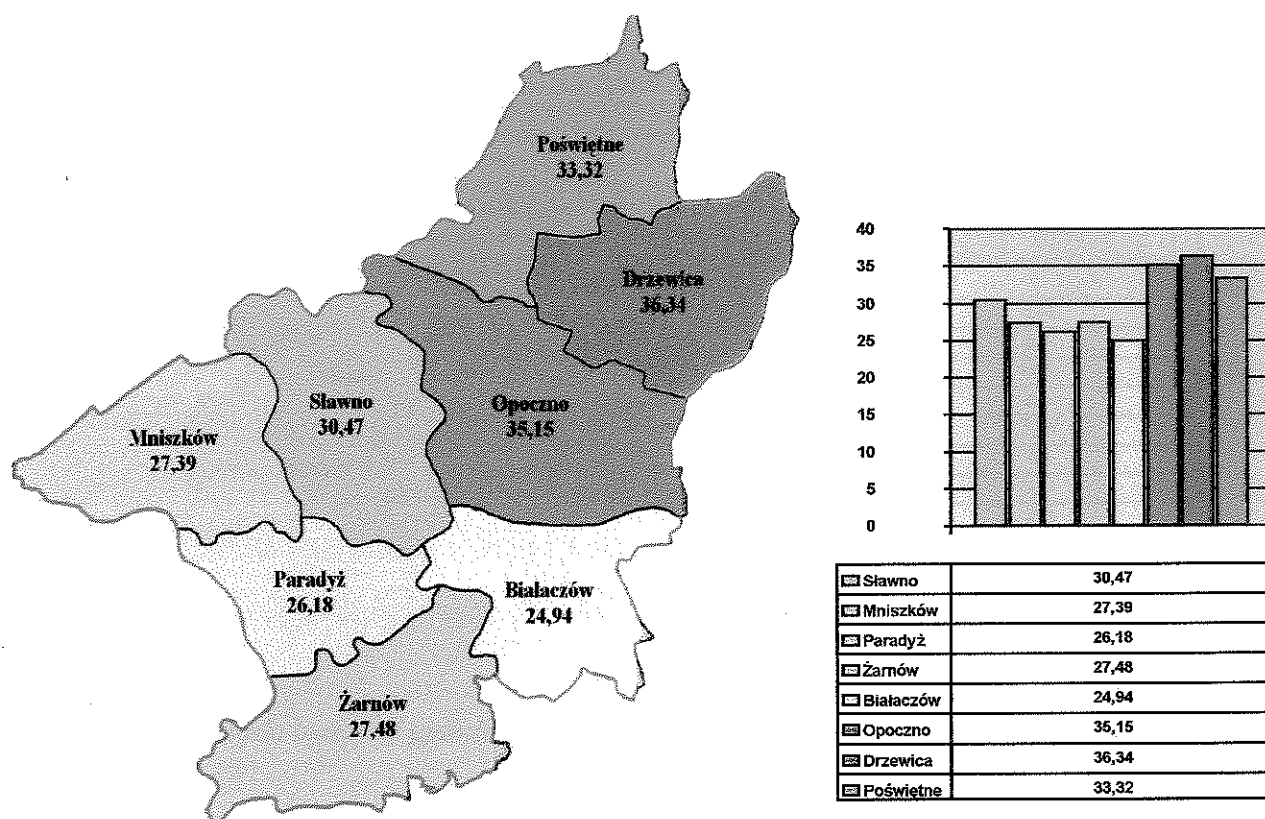 Poświętne
33,32
Drzewica
36,34
Sławno
30,47
Opoczno
35,15
Mniszków
27,39
Paradyż
26,18
Białaczów
24,94
Żarnów
27,48
40
35
30
25
20
15
10
5
0
Sławno 30,47
Mniszków 27,39
Paradyż 26,18
Żarnów 27,48
Białaczów 24,94
Opoczno 35,15
Drzewica 36,34
Poświętne 33,32